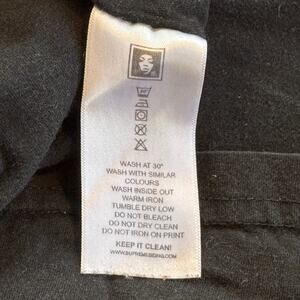 WASH AT 30°
WASH WITH SIMILAR
COLOURS
WASH INSIDE OUT
WARM IRON
TUMBLE DRY LOW
DO NOT BLEACH
DO NOT DRY CLEAN
DO NOT IRON ON PRINT
KEEP IT CLEAN!
WWW.SUPREMEBEING.COM